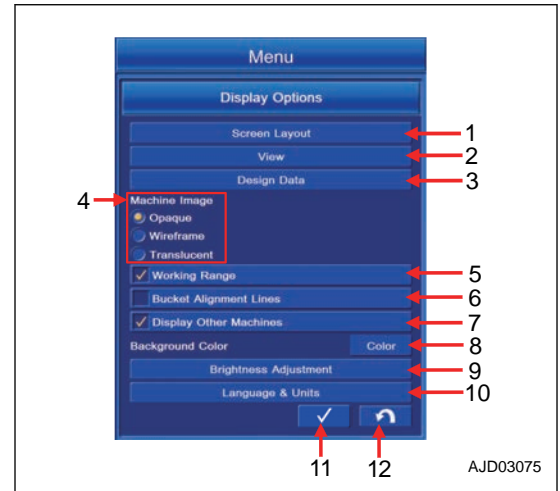 Menu
Display Options
Screen Layout 1
View 2
Design Data 3
4 Machine Image
Opaque
Wireframe
Translucent
Working Range 5
Bucket Alignment Lines 6
Display Other Machines 7
Background Color Color 8
Brightness Adjustment 9
Language & Units 10
11 12
AJD03075